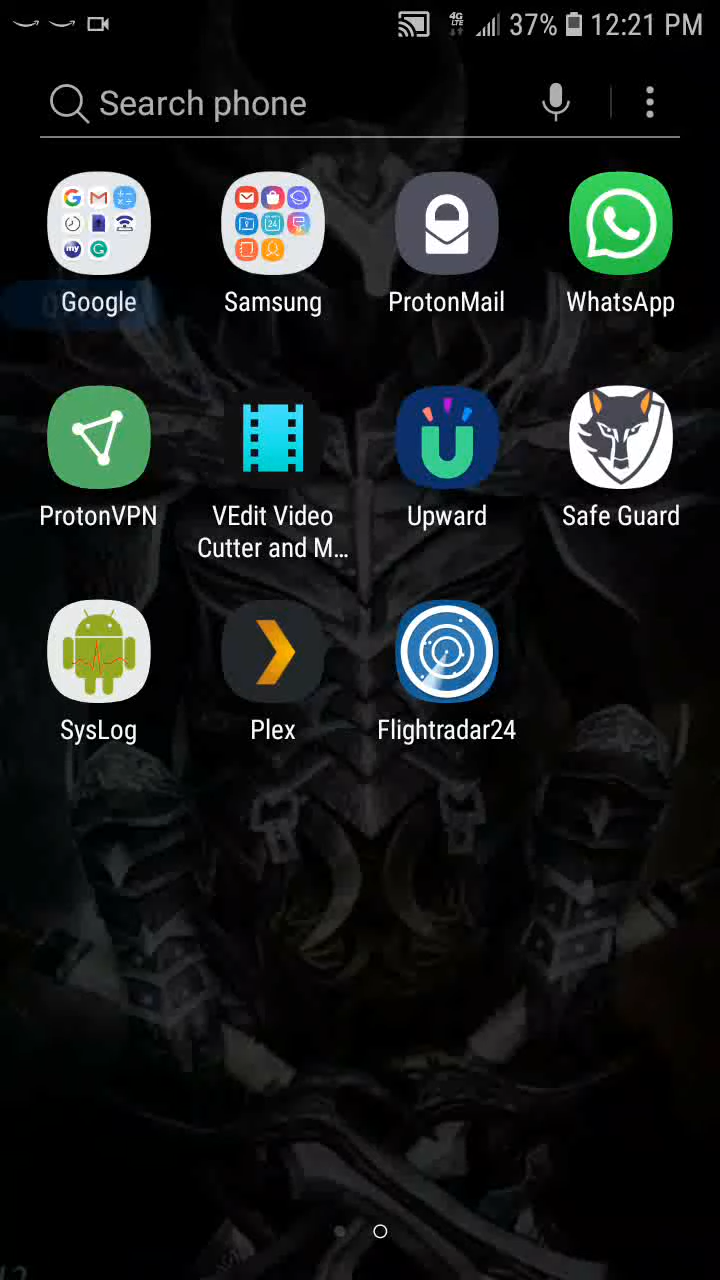 37% 12:21 PM
Search phone
Google
Samsung
ProtonMail
WhatsApp
ProtonVPN
VEdit Video
Cutter and M...
Upward
Safe Guard
SysLog
Plex
Flightradar24